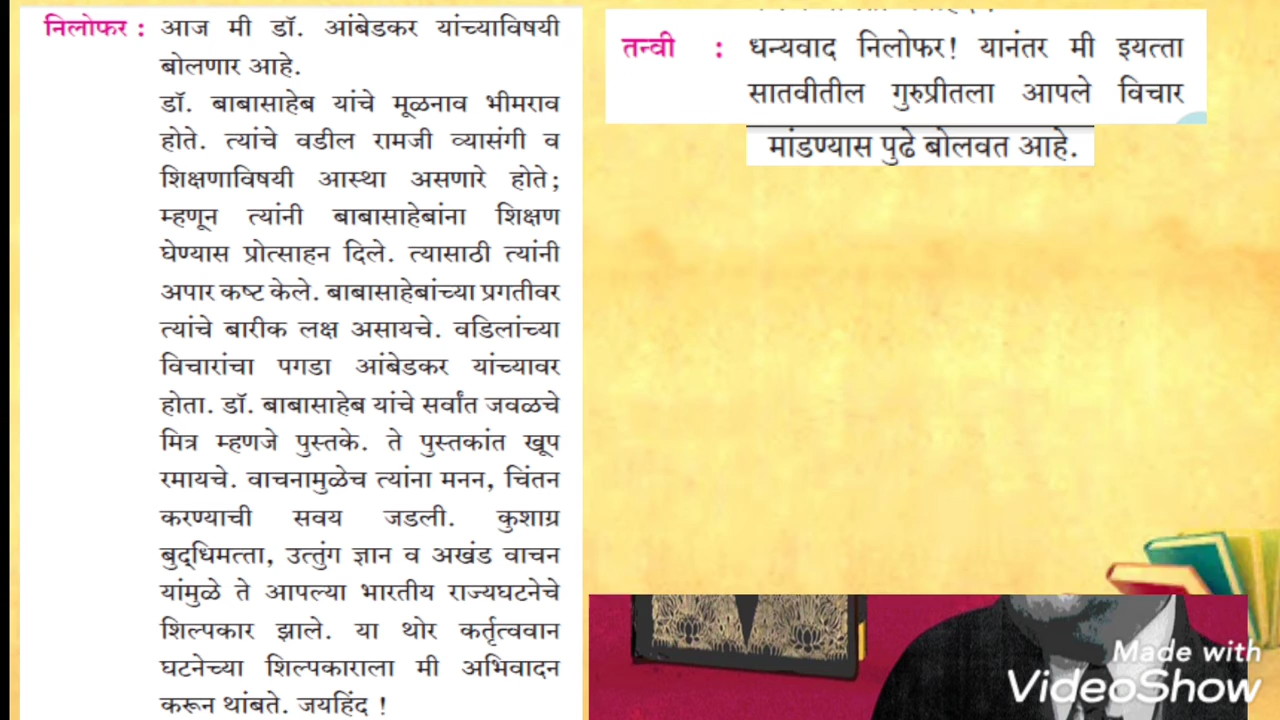 निलोफर : आज मी डॉ. आंबेडकर यांच्याविषयी
बोलणार आहे.
डॉ. बाबासाहेब यांचे मूळनाव भीमराव
होते. त्यांचे वडील रामजी व्यासंगी व
शिक्षणाविषयी आस्था असणारे होते;
म्हणून त्यांनी बाबासाहेबांना शिक्षण
घेण्यास प्रोत्साहन दिले. त्यासाठी त्यांनी
अपार कष्ट केले. बाबासाहेबांच्या प्रगतीवर
त्यांचे बारीक लक्ष असायचे. वडिलांच्या
विचारांचा पगडा आंबेडकर यांच्यावर
होता. डॉ. बाबासाहेब यांचे सर्वांत जवळचे
मित्र म्हणजे पुस्तके. ते पुस्तकांत खूप
रमायचे. वाचनामुळेच त्यांना मनन, चिंतन
करण्याची सवय जडली. कुशाग्र
बुद्धिमत्ता, उत्तुंग ज्ञान व अखंड वाचन
यांमुळे ते आपल्या भारतीय राज्यघटनेचे
शिल्पकार झाले. या थोर कर्तृत्ववान
घटनेच्या शिल्पकाराला मी अभिवादन
करून थांबते. जयहिंद !
तन्वी : धन्यवाद निलोफर! यानंतर मी इयत्ता
सातवीतील गुरुप्रीतला आपले विचार
मांडण्यास पुढे बोलवत आहे.
Made with
VideoShow